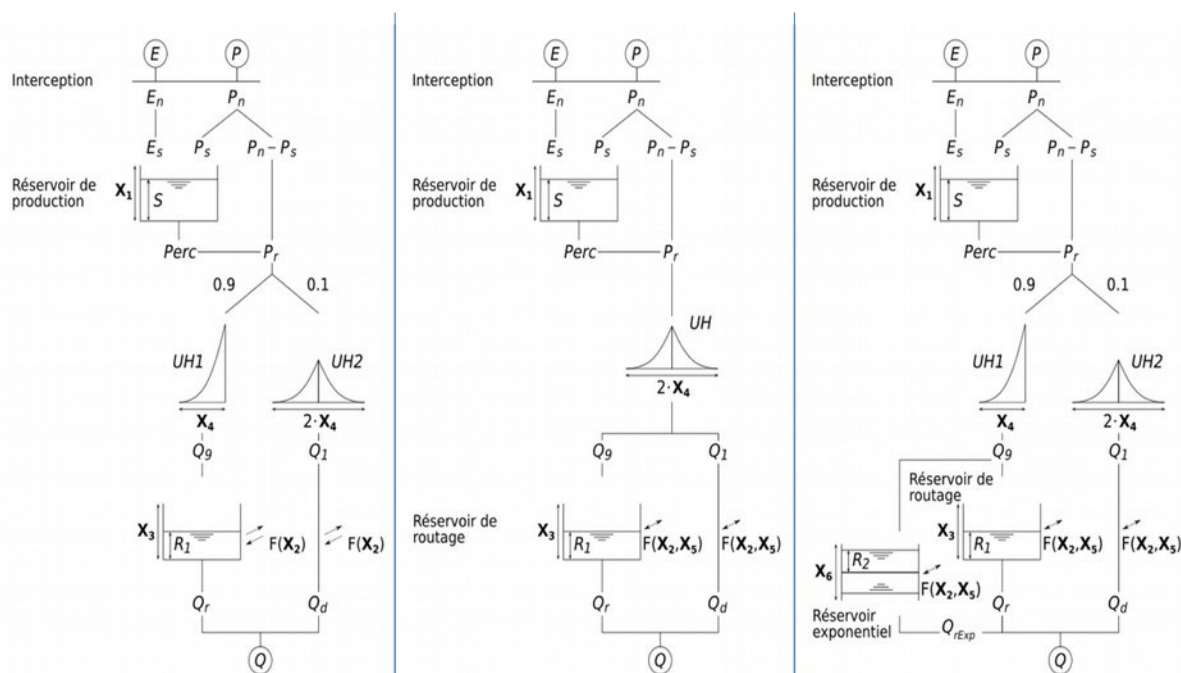 E P
Interception
Eₙ Pₙ
Eₛ Pₛ Pₙ – Pₛ
Réservoir de
production
X₁
S
Perc Pᵣ
0.9 0.1
UH1 UH2
X₄ 2·X₄
Q₉ Q₁
X₃
R₁
F(X₂) F(X₂)
Qᵣ Q_d
Q
E P
Interception
Eₙ Pₙ
Eₛ Pₛ Pₙ – Pₛ
Réservoir de
production
X₁
S
Perc Pᵣ
UH
2·X₄
Q₉ Q₁
Réservoir de
routage
X₃
R₁
F(X₂,X₅) F(X₂,X₅)
Qᵣ Q_d
Q
E P
Interception
Eₙ Pₙ
Eₛ Pₛ Pₙ – Pₛ
Réservoir de
production
X₁
S
Perc Pᵣ
0.9 0.1
UH1 UH2
X₄ 2·X₄
Q₉ Q₁
Réservoir de
routage
X₃
R₁
F(X₂,X₅) F(X₂,X₅)
X₆
R₂
F(X₂,X₅)
Qᵣ Q_d
Réservoir
exponentiel
Q_rExp
Q